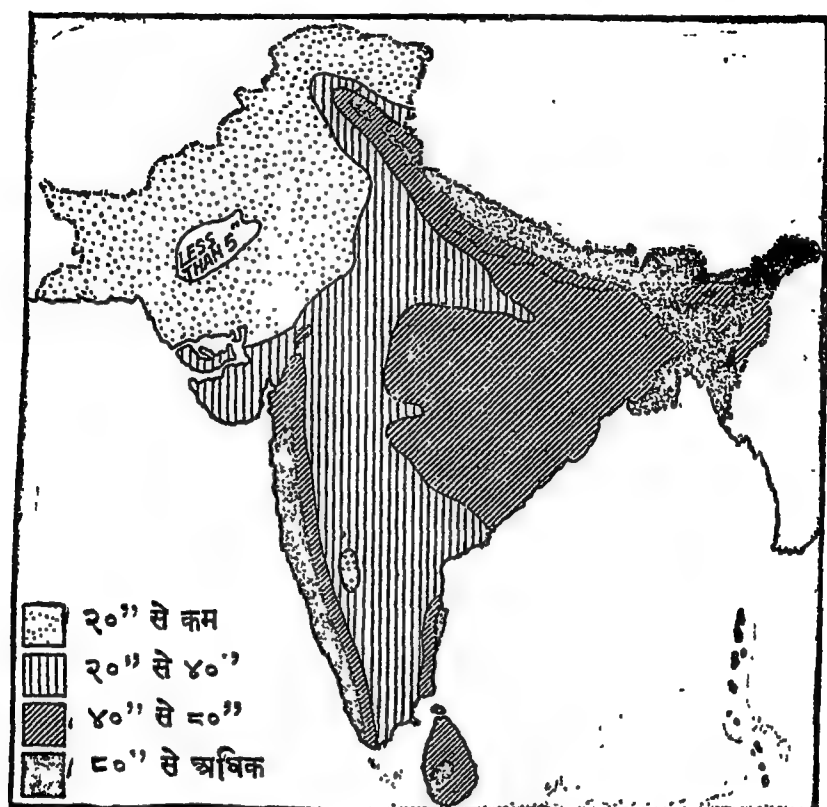 LESS
THAN 5"
२०" से कम
२०" से ४०"
४०" से ८०"
८०" से अधिक